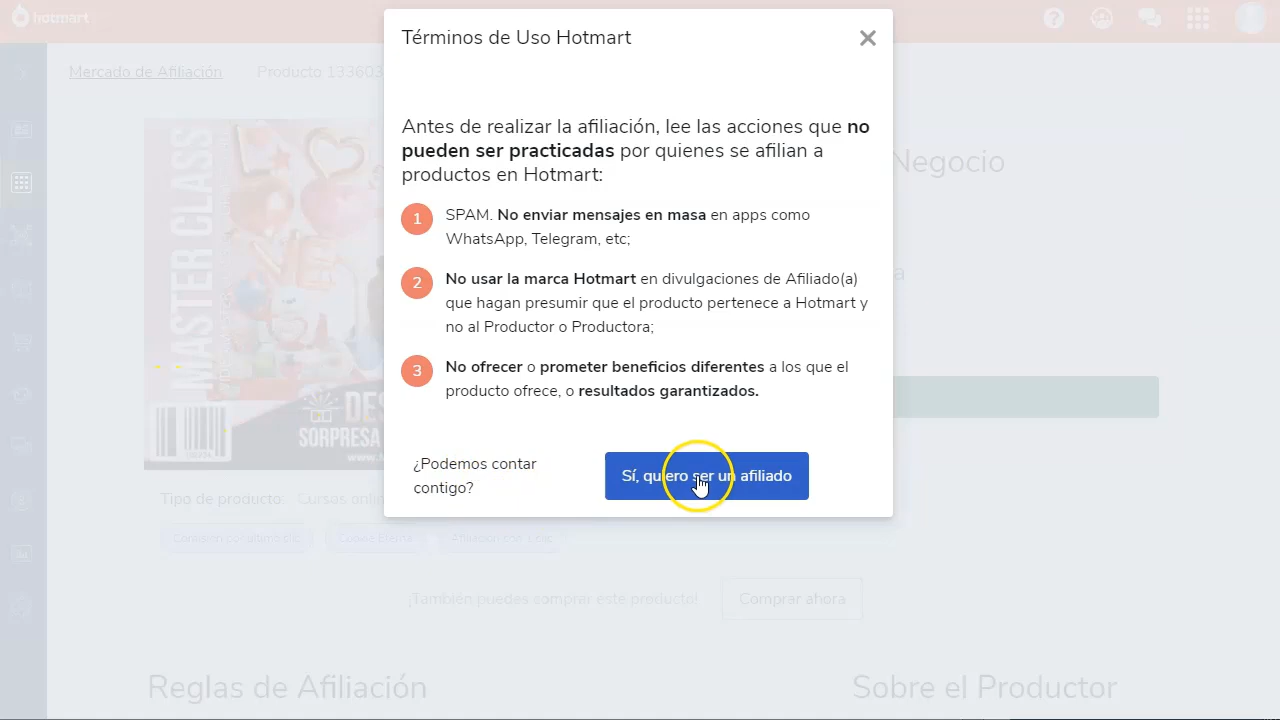 hotmart
Términos de Uso Hotmart
Mercado de Afiliación
Producto 133603
Antes de realizar la afiliación, lee las acciones que no
pueden ser practicadas por quienes se afilian a
productos en Hotmart:
Negocio
1
SPAM. No enviar mensajes en masa en apps como
WhatsApp, Telegram, etc;
2
No usar la marca Hotmart en divulgaciones de Afiliado(a)
que hagan presumir que el producto pertenece a Hotmart y
no al Productor o Productora;
3
No ofrecer o prometer beneficios diferentes a los que el
producto ofrece, o resultados garantizados.
MASTER CLASS
DES
SORPRESA
¿Podemos contar
contigo?
Sí, quiero ser un afiliado
Tipo de producto: Cursos onlin
¡También puedes comprar este producto!
Comprar ahora
Reglas de Afiliación
Sobre el Productor